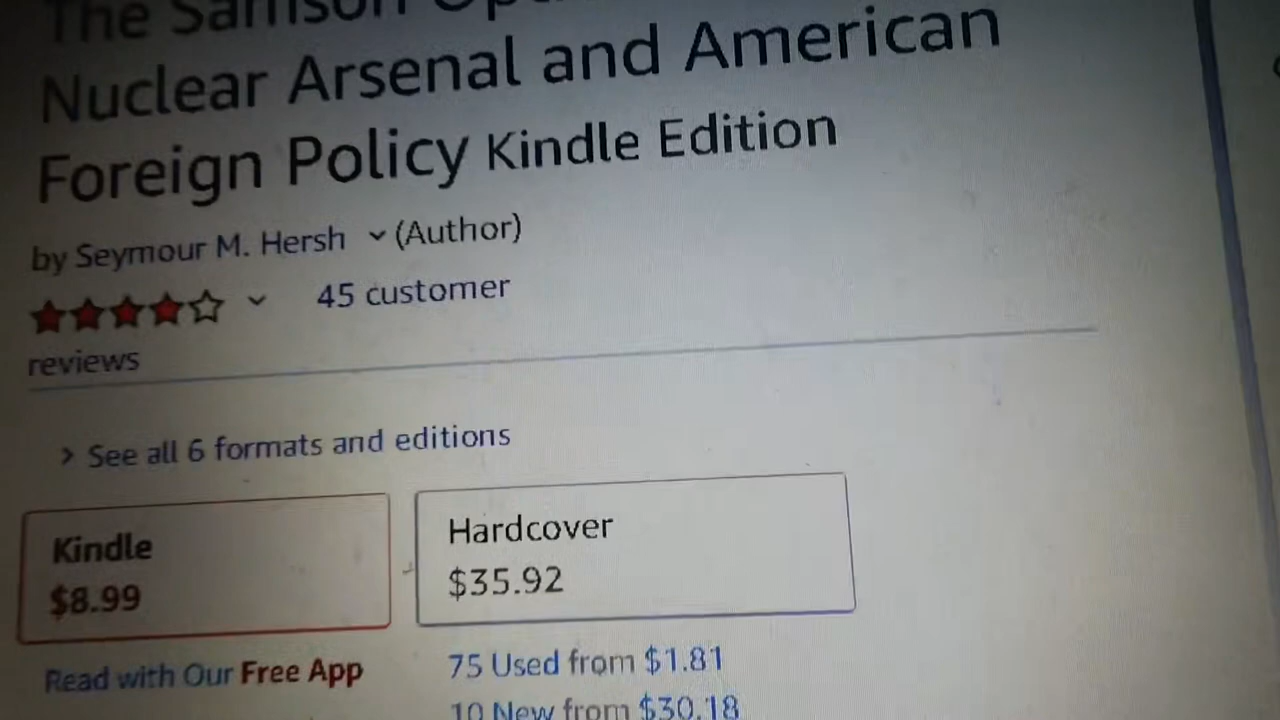 The Samson
Nuclear Arsenal and American
Foreign Policy Kindle Edition
by Seymour M. Hersh (Author)
45 customer
reviews
> See all 6 formats and editions
Kindle
$8.99
Hardcover
$35.92
Read with Our Free App
75 Used from $1.81
10 New from $30.18